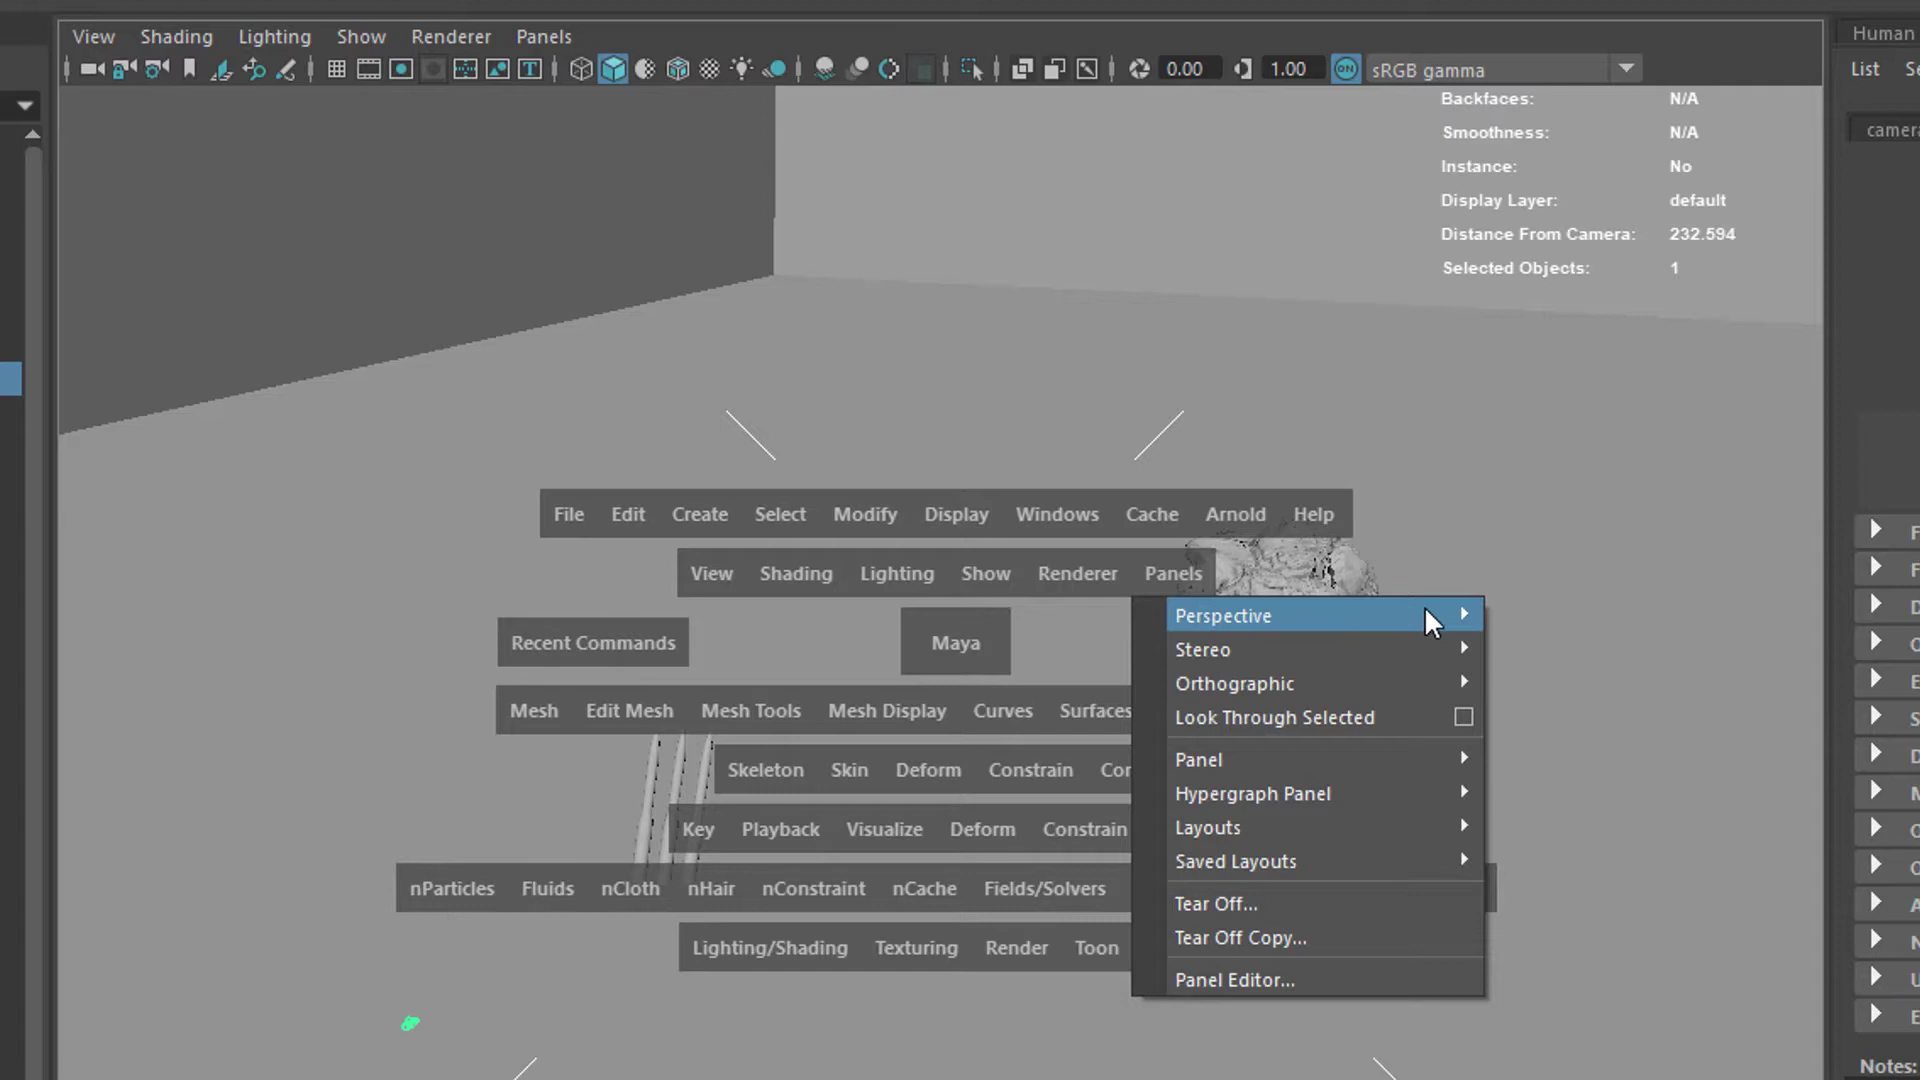 View Shading Lighting Show Renderer Panels
Human
0.00 1.00 ON sRGB gamma
List
Backfaces: N/A
Smoothness: N/A
Instance: No
Display Layer: default
Distance From Camera: 232.594
Selected Objects: 1
File Edit Create Select Modify Display Windows Cache Arnold Help
View Shading Lighting Show Renderer Panels
Recent Commands
Maya
Mesh Edit Mesh Mesh Tools Mesh Display Curves Surfaces
Skeleton Skin Deform Constrain
Key Playback Visualize Deform Constrain
nParticles Fluids nCloth nHair nConstraint nCache Fields/Solvers
Lighting/Shading Texturing Render Toon
Perspective
Stereo
Orthographic
Look Through Selected
Panel
Hypergraph Panel
Layouts
Saved Layouts
Tear Off...
Tear Off Copy...
Panel Editor...
Notes: